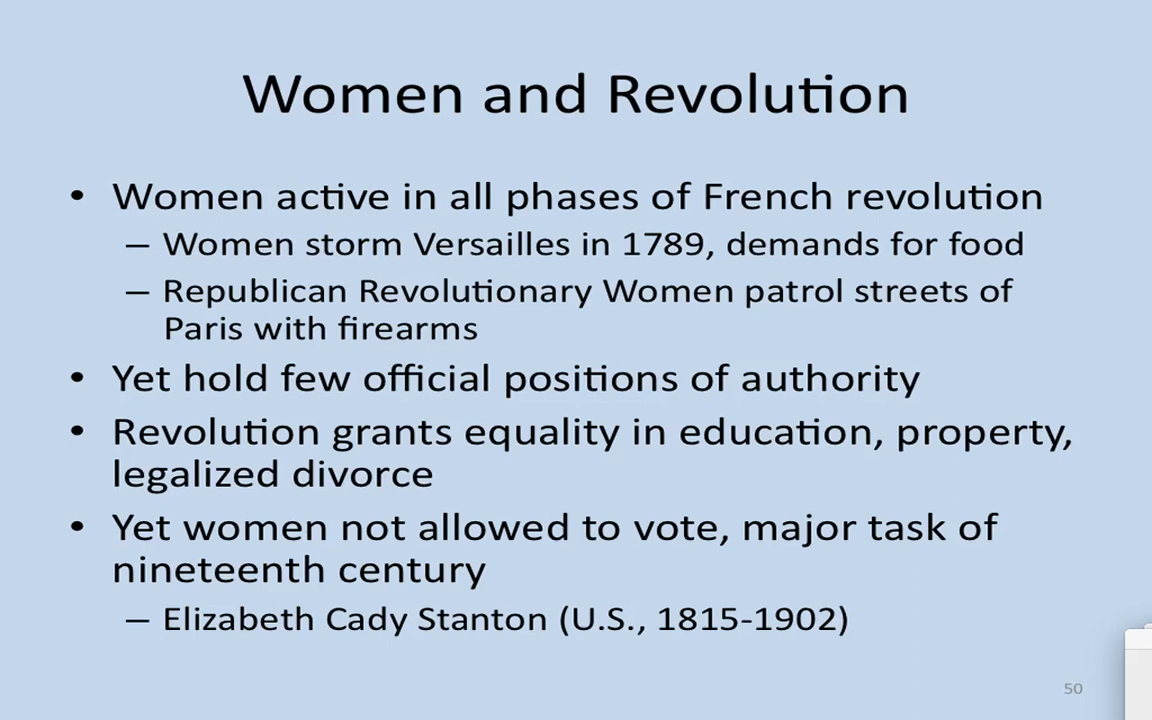 Women and Revolution
• Women active in all phases of French revolution
– Women storm Versailles in 1789, demands for food
– Republican Revolutionary Women patrol streets of
Paris with firearms
• Yet hold few official positions of authority
• Revolution grants equality in education, property,
legalized divorce
• Yet women not allowed to vote, major task of
nineteenth century
– Elizabeth Cady Stanton (U.S., 1815-1902)
50